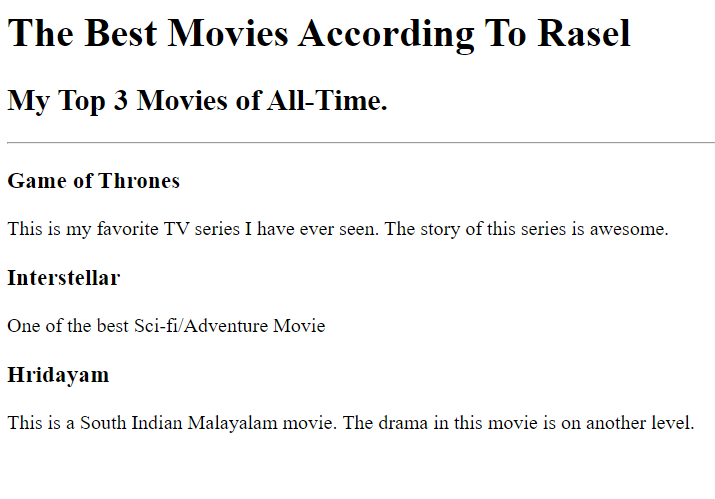 The Best Movies According To Rasel
My Top 3 Movies of All-Time.
Game of Thrones
This is my favorite TV series I have ever seen. The story of this series is awesome.
Interstellar
One of the best Sci-fi/Adventure Movie
Hridayam
This is a South Indian Malayalam movie. The drama in this movie is on another level.